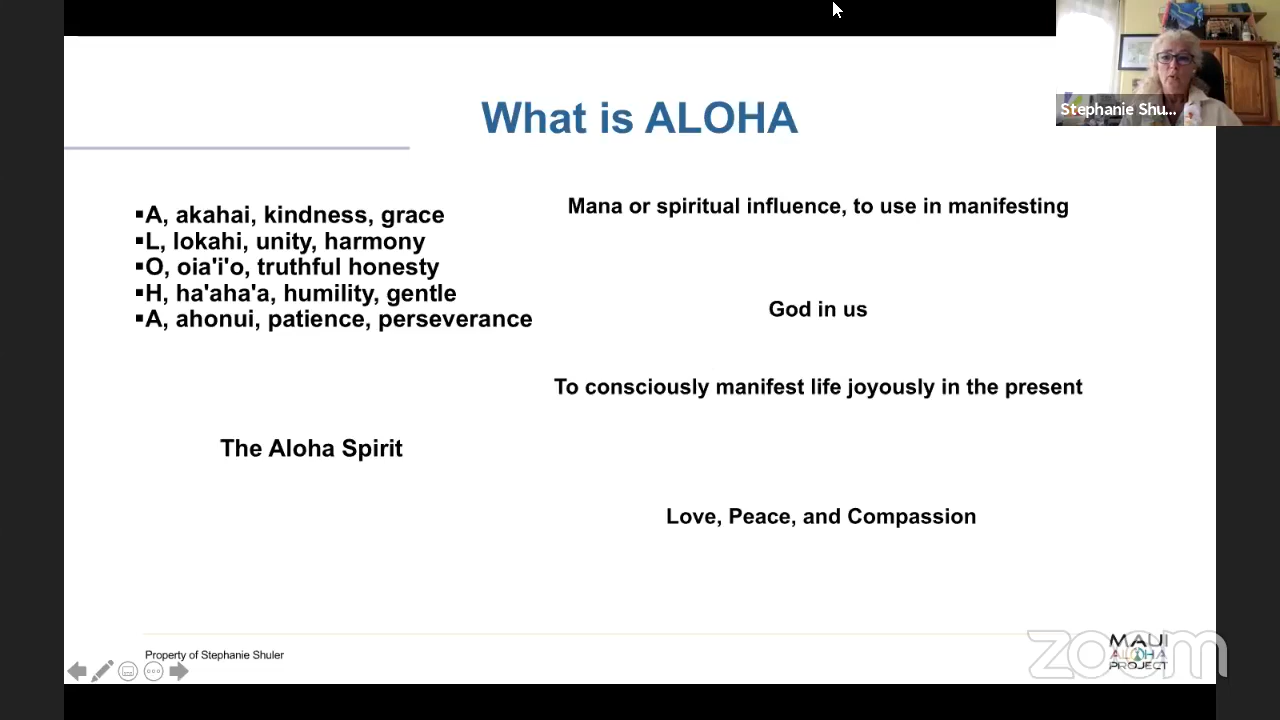 What is ALOHA
Stephanie Shu...
▪A, akahai, kindness, grace
▪L, lokahi, unity, harmony
▪O, oia'i'o, truthful honesty
▪H, ha'aha'a, humility, gentle
▪A, ahonui, patience, perseverance
The Aloha Spirit
Mana or spiritual influence, to use in manifesting
God in us
To consciously manifest life joyously in the present
Love, Peace, and Compassion
Property of Stephanie Shuler
MAUI
ALOHA
PROJECT
zoom